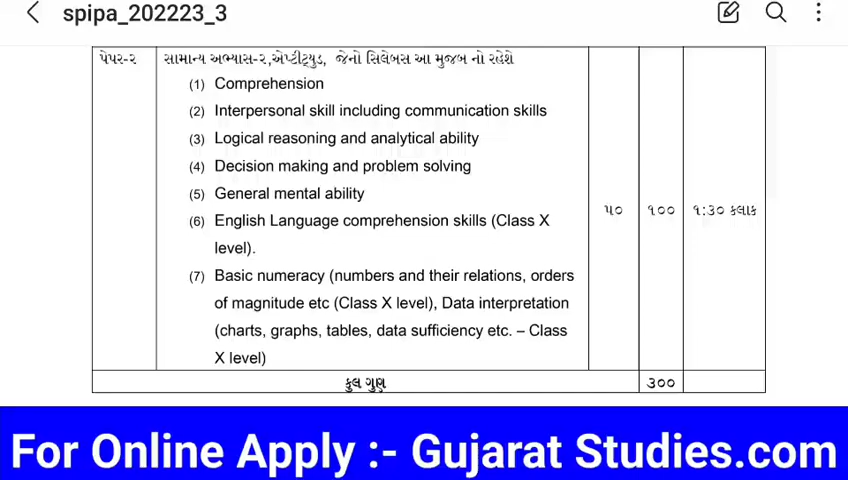 spipa_202223_3
પેપર-૨
સામાન્ય અભ્યાસ-૨,એપ્ટીટ્યુડ, જેનો સિલેબસ આ મુજબ નો રહેશે
(1) Comprehension
(2) Interpersonal skill including communication skills
(3) Logical reasoning and analytical ability
(4) Decision making and problem solving
(5) General mental ability
(6) English Language comprehension skills (Class X
level).
(7) Basic numeracy (numbers and their relations, orders
of magnitude etc (Class X level), Data interpretation
(charts, graphs, tables, data sufficiency etc. – Class
X level)
૫૦
૧૦૦
૧:૩૦ કલાક
કુલ ગુણ
૩૦૦
For Online Apply :- Gujarat Studies.com